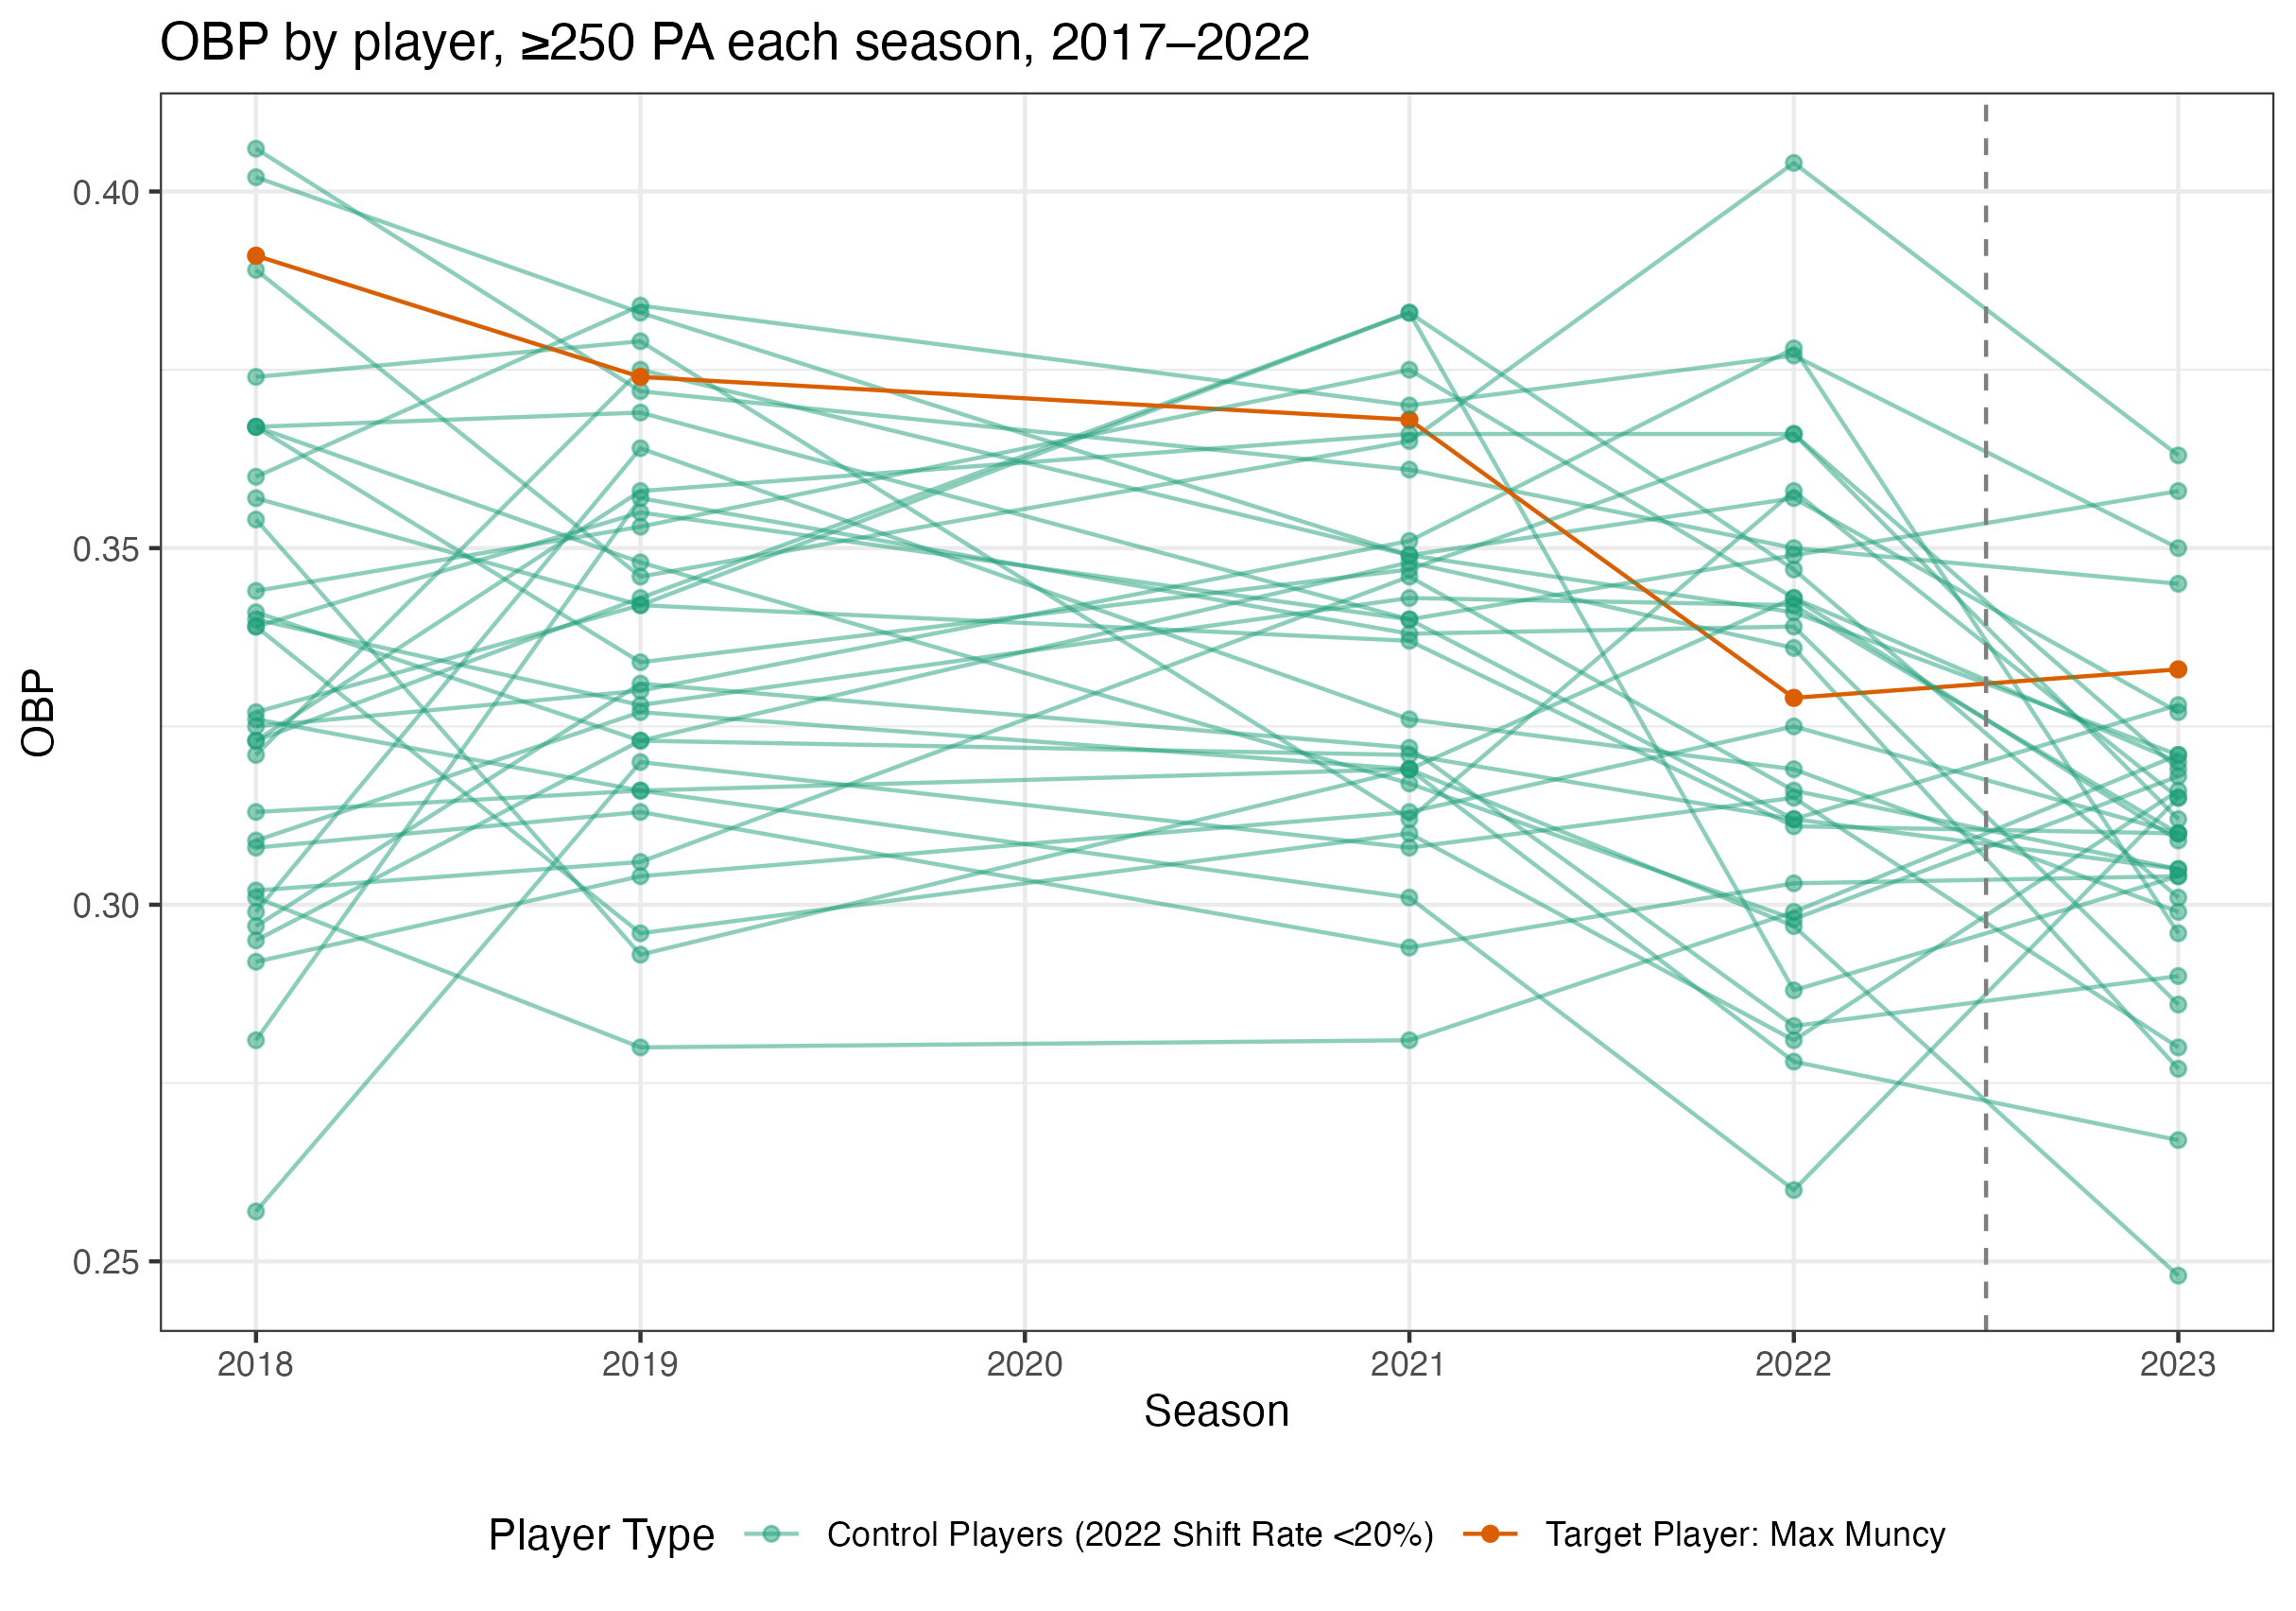 OBP by player, ≥250 PA each season, 2017–2022
OBP
0.40
0.35
0.30
0.25
2018 2019 2020 2021 2022 2023
Season
Player Type Control Players (2022 Shift Rate <20%) Target Player: Max Muncy